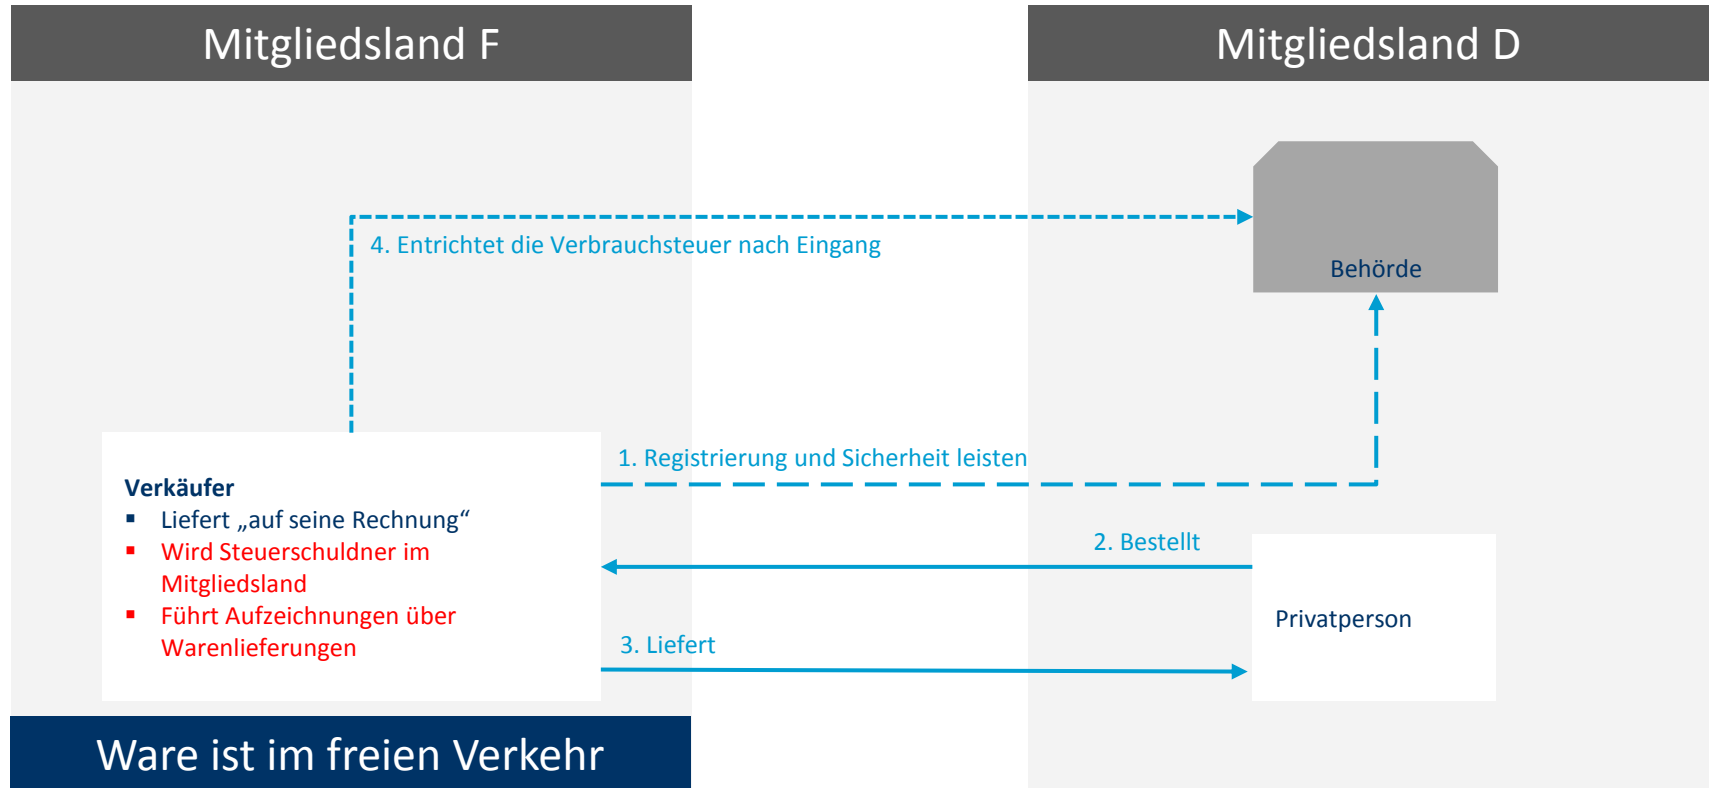 Mitgliedsland F
Mitgliedsland D
4. Entrichtet die Verbrauchsteuer nach Eingang
Behörde
1. Registrierung und Sicherheit leisten
Verkäufer
▪ Liefert „auf seine Rechnung“
▪ Wird Steuerschuldner im
Mitgliedsland
▪ Führt Aufzeichnungen über
Warenlieferungen
2. Bestellt
Privatperson
3. Liefert
Ware ist im freien Verkehr